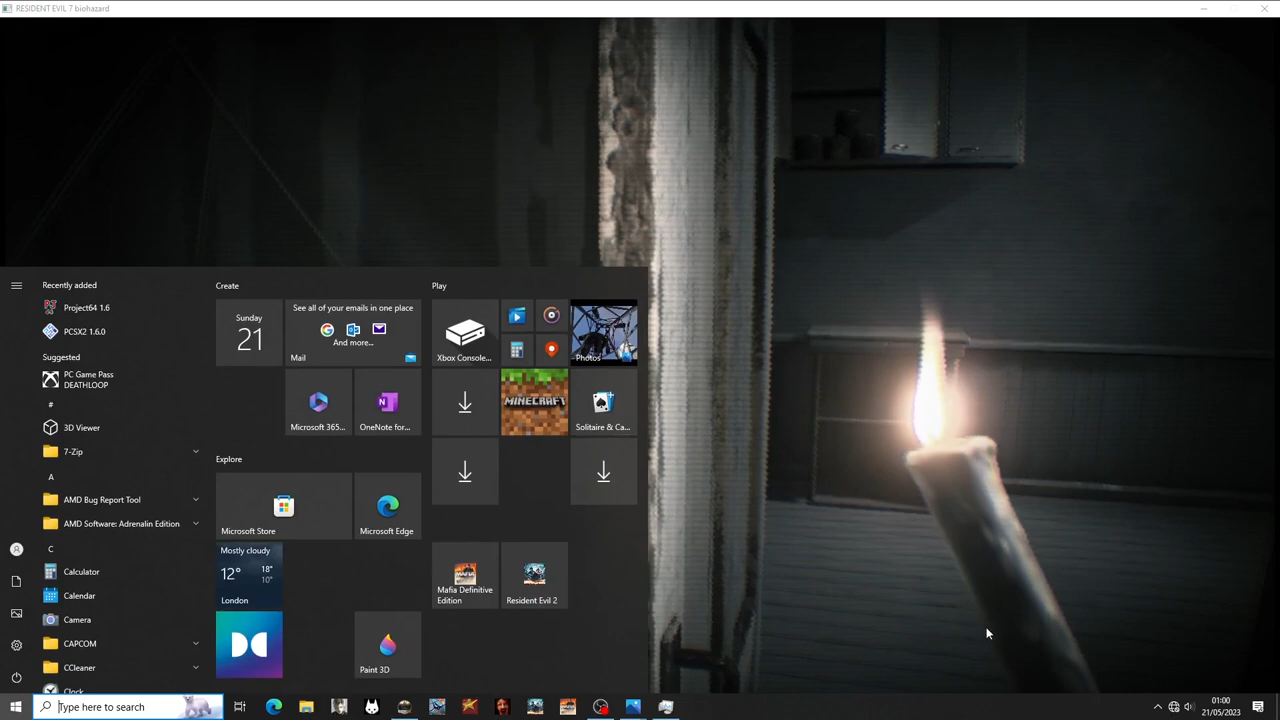 RESIDENT EVIL 7 biohazard
Recently added
Project64 1.6
PCSX2 1.6.0
Suggested
PC Game Pass
DEATHLOOP
#
3D Viewer
7-Zip
A
AMD Bug Report Tool
AMD Software: Adrenalin Edition
C
Calculator
Calendar
Camera
CAPCOM
CCleaner
Clock
Create
Sunday
21
See all of your emails in one place
And more...
Mail
Microsoft 365...
OneNote for...
Explore
Microsoft Store
Microsoft Edge
Mostly cloudy
12°
18°
10°
London
Paint 3D
Play
Xbox Console...
Photos
MINECRAFT
Solitaire & Ca...
Mafia Definitive
Edition
Resident Evil 2
Type here to search
01:00
21/05/2023